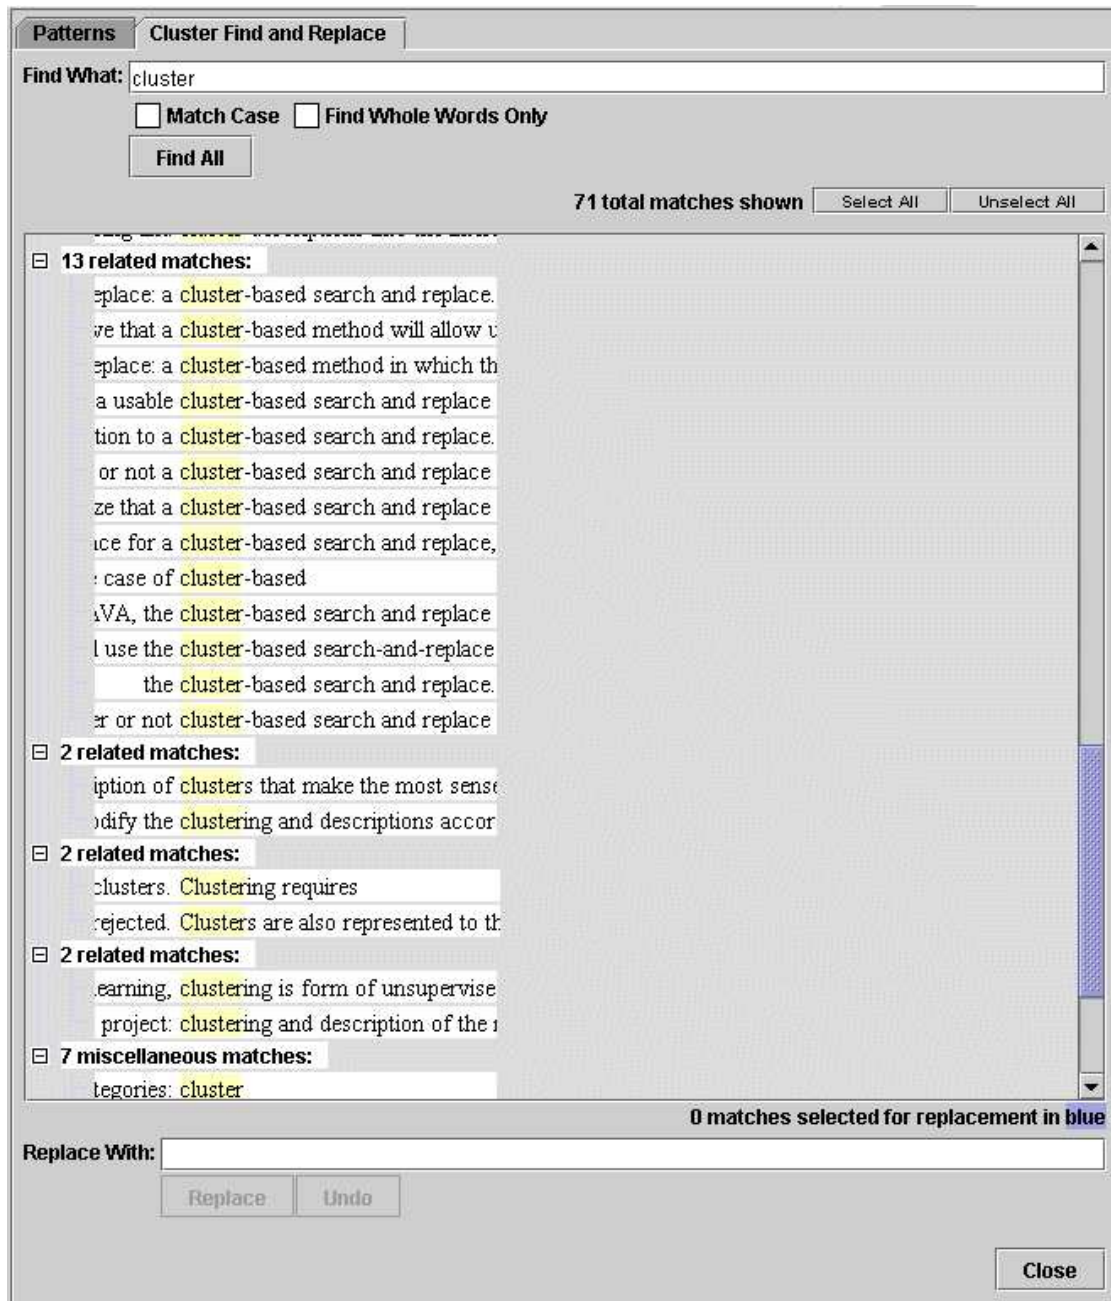 Patterns Cluster Find and Replace
Find What: cluster
Match Case Find Whole Words Only
Find All
71 total matches shown Select All Unselect All
13 related matches:
eplace: a cluster-based search and replace.
ve that a cluster-based method will allow u
eplace: a cluster-based method in which th
a usable cluster-based search and replace
tion to a cluster-based search and replace.
or not a cluster-based search and replace
ze that a cluster-based search and replace
ice for a cluster-based search and replace,
case of cluster-based
AVA, the cluster-based search and replace
l use the cluster-based search-and-replace
the cluster-based search and replace.
er or not cluster-based search and replace
2 related matches:
iption of clusters that make the most sense
odify the clustering and descriptions accor
2 related matches:
clusters. Clustering requires
rejected. Clusters are also represented to th
2 related matches:
earning, clustering is form of unsupervise
project: clustering and description of the
7 miscellaneous matches:
tegories: cluster
0 matches selected for replacement in blue
Replace With:
Replace Undo
Close